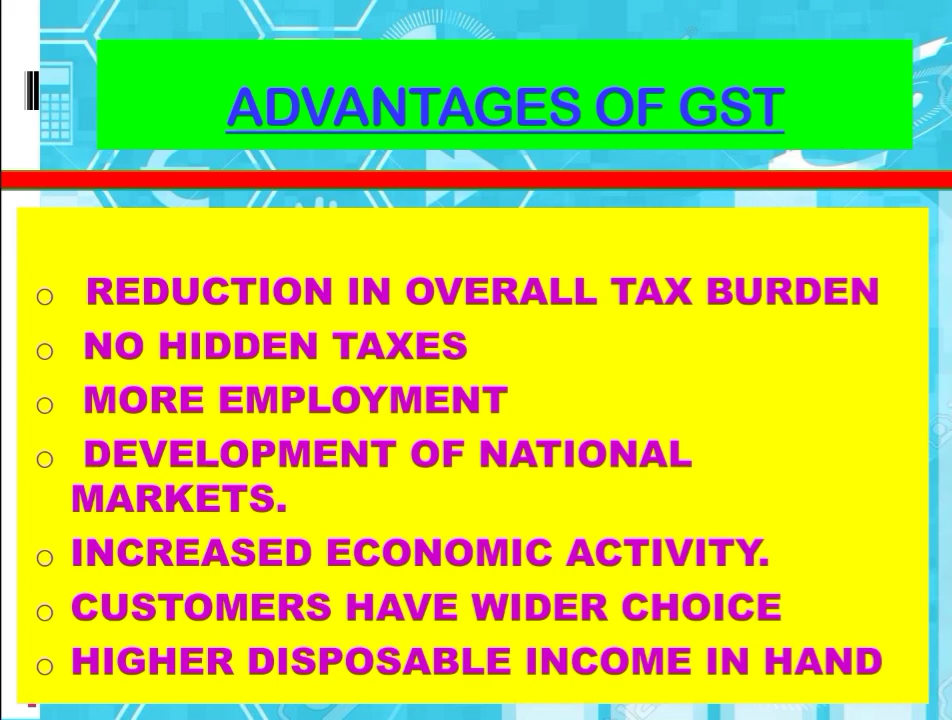 ADVANTAGES OF GST
○ REDUCTION IN OVERALL TAX BURDEN
○ NO HIDDEN TAXES
○ MORE EMPLOYMENT
○ DEVELOPMENT OF NATIONAL
MARKETS.
○ INCREASED ECONOMIC ACTIVITY.
○ CUSTOMERS HAVE WIDER CHOICE
○ HIGHER DISPOSABLE INCOME IN HAND